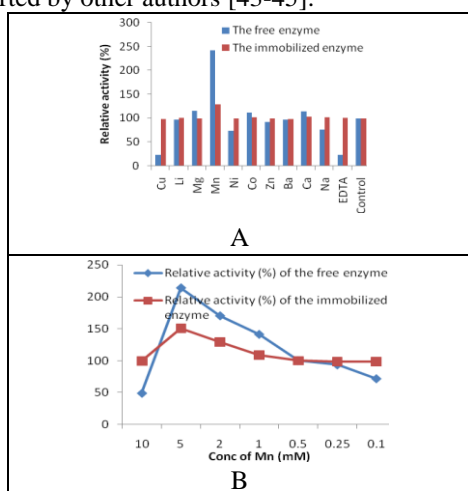 rted by other authors [43-45].
300
250
200
150
100
50
0
Relative activity (%)
The free enzyme
The immobilized enzyme
Cu
Li
Mg
Mn
Ni
Co
Zn
Ba
Ca
Na
EDTA
Control
A
250
200
150
100
50
0
Relative activity (%) of the free enzyme
Relative activity (%) of the immobilized
enzyme
10 5 2 1 0.5 0.25 0.1
Conc of Mn (mM)
B